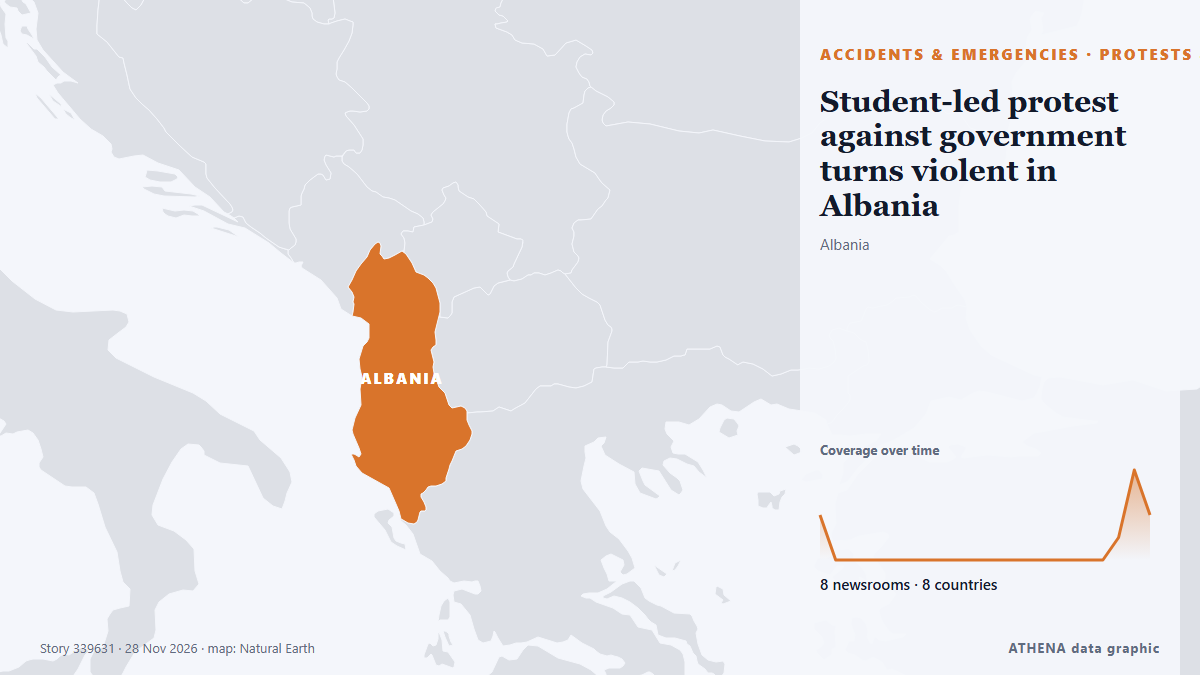 ACCIDENTS & EMERGENCIES · PROTESTS
Student-led protest
against government
turns violent in
Albania
Albania
ALBANIA
Coverage over time
8 newsrooms · 8 countries
Story 339631 · 28 Nov 2026 · map: Natural Earth
ATHENA data graphic